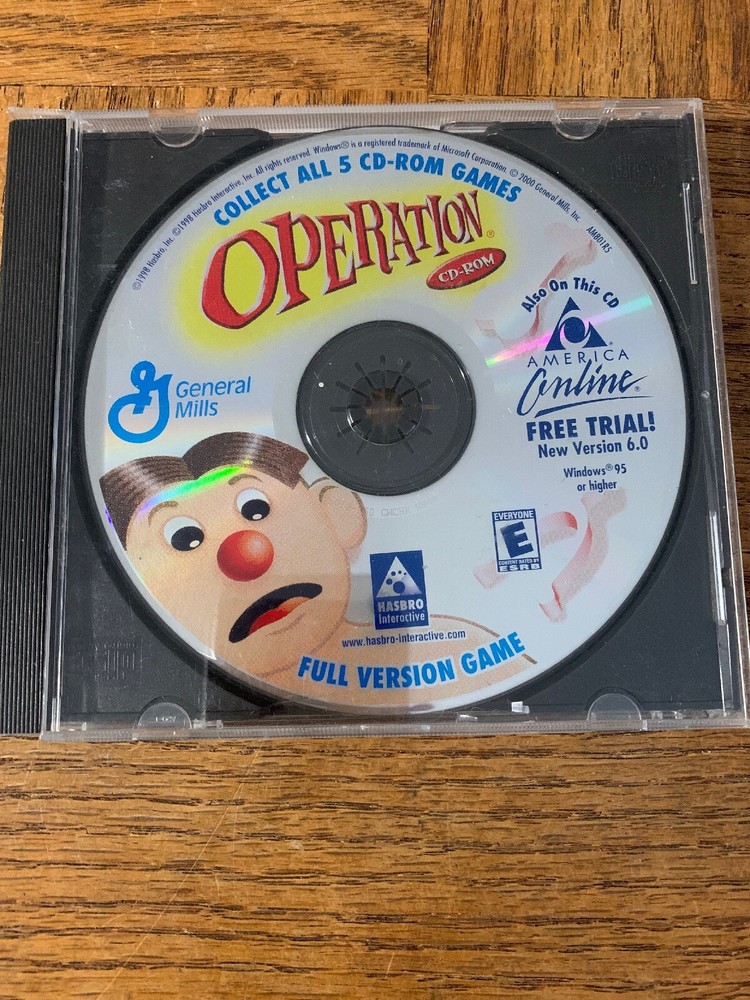 ©1998 Hasbro, Inc. ©1998 Hasbro Interactive, Inc. All rights reserved. Windows® is a registered trademark of Microsoft Corporation. © 2000 General Mills, Inc. AMB01R5
COLLECT ALL 5 CD-ROM GAMES
OPERATION®
CD-ROM
Also On This CD
AMERICA
Online®
FREE TRIAL!
New Version 6.0
Windows® 95
or higher
General
Mills
EVERYONE
E
CONTENT RATED BY
ESRB
HASBRO
Interactive
www.hasbro-interactive.com
FULL VERSION GAME